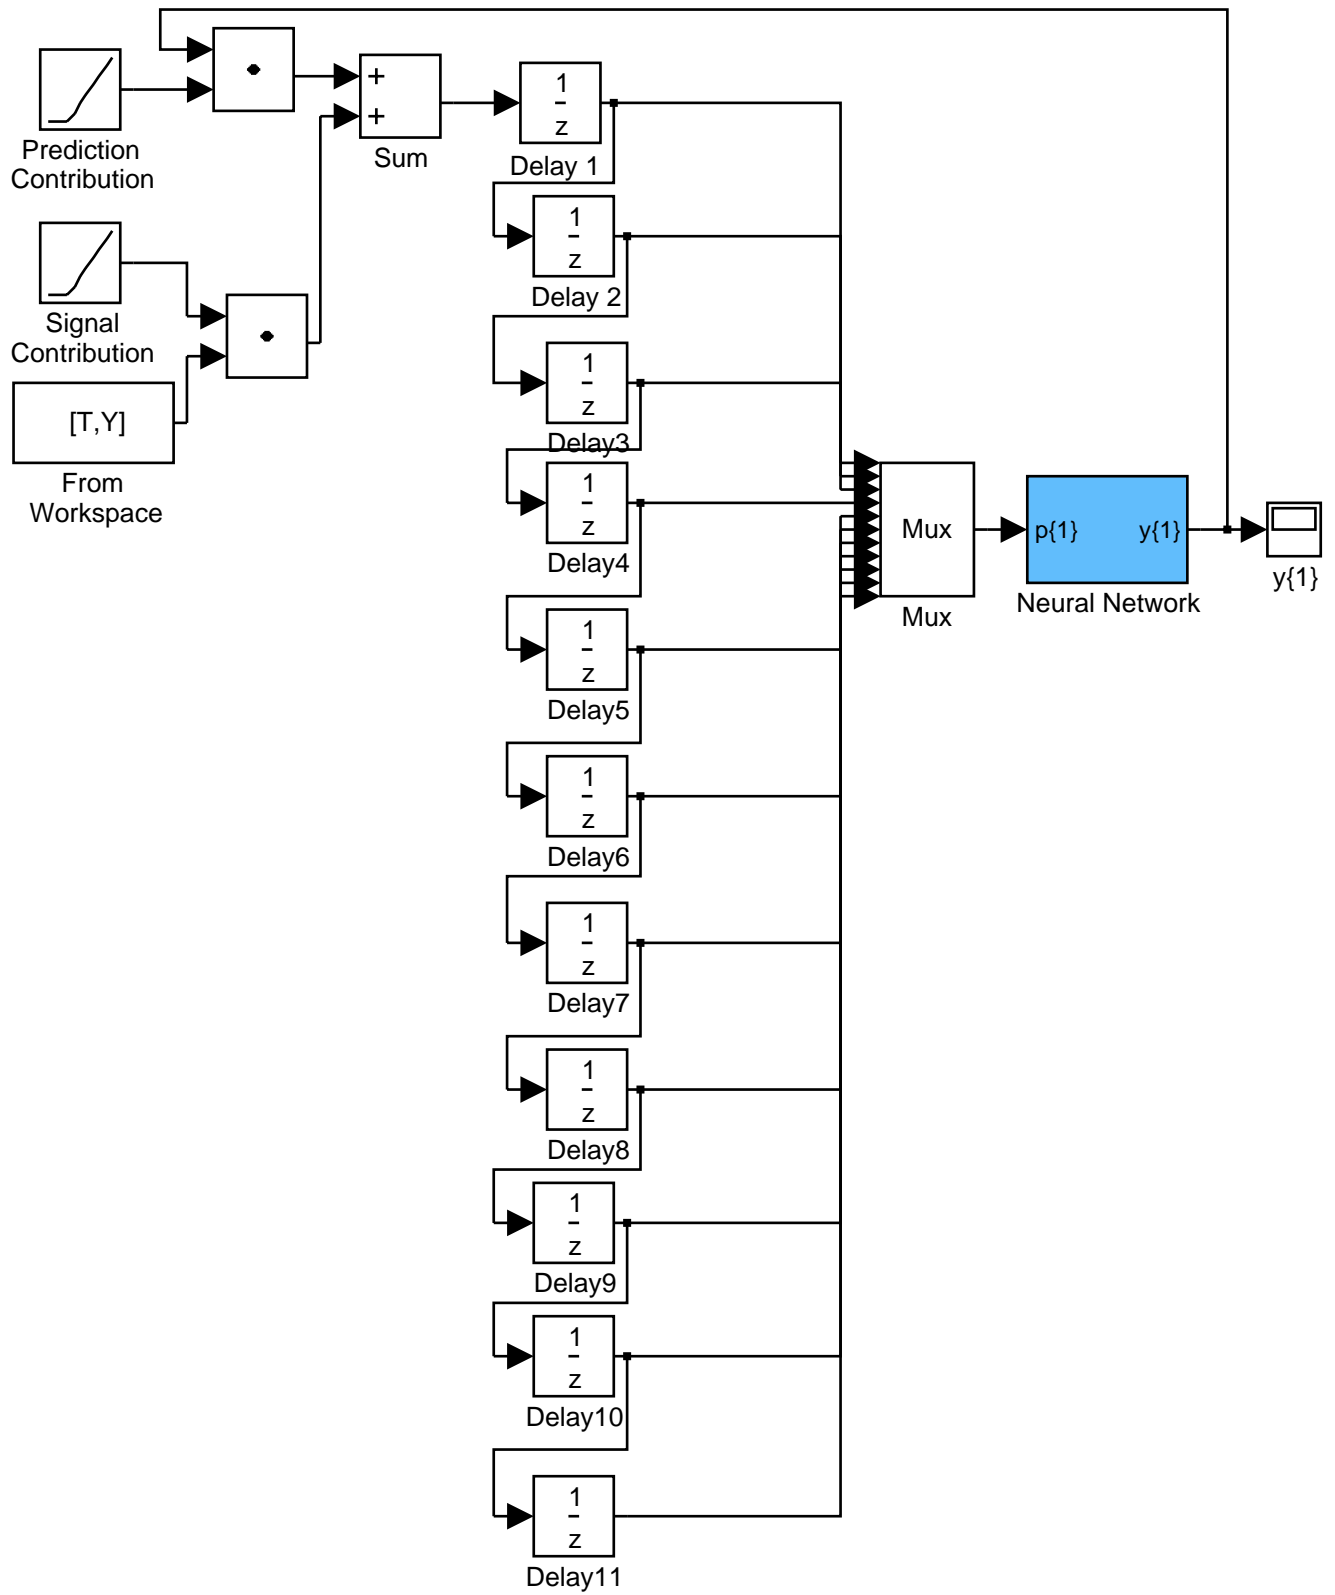 Prediction
Contribution
+
+
Sum
1
z
Delay 1
1
z
Delay 2
Signal
Contribution
[T,Y]
From
Workspace
1
z
Delay3
1
z
Delay4
Mux
Mux
p{1}
y{1}
Neural Network
y{1}
1
z
Delay5
1
z
Delay6
1
z
Delay7
1
z
Delay8
1
z
Delay9
1
z
Delay10
1
z
Delay11